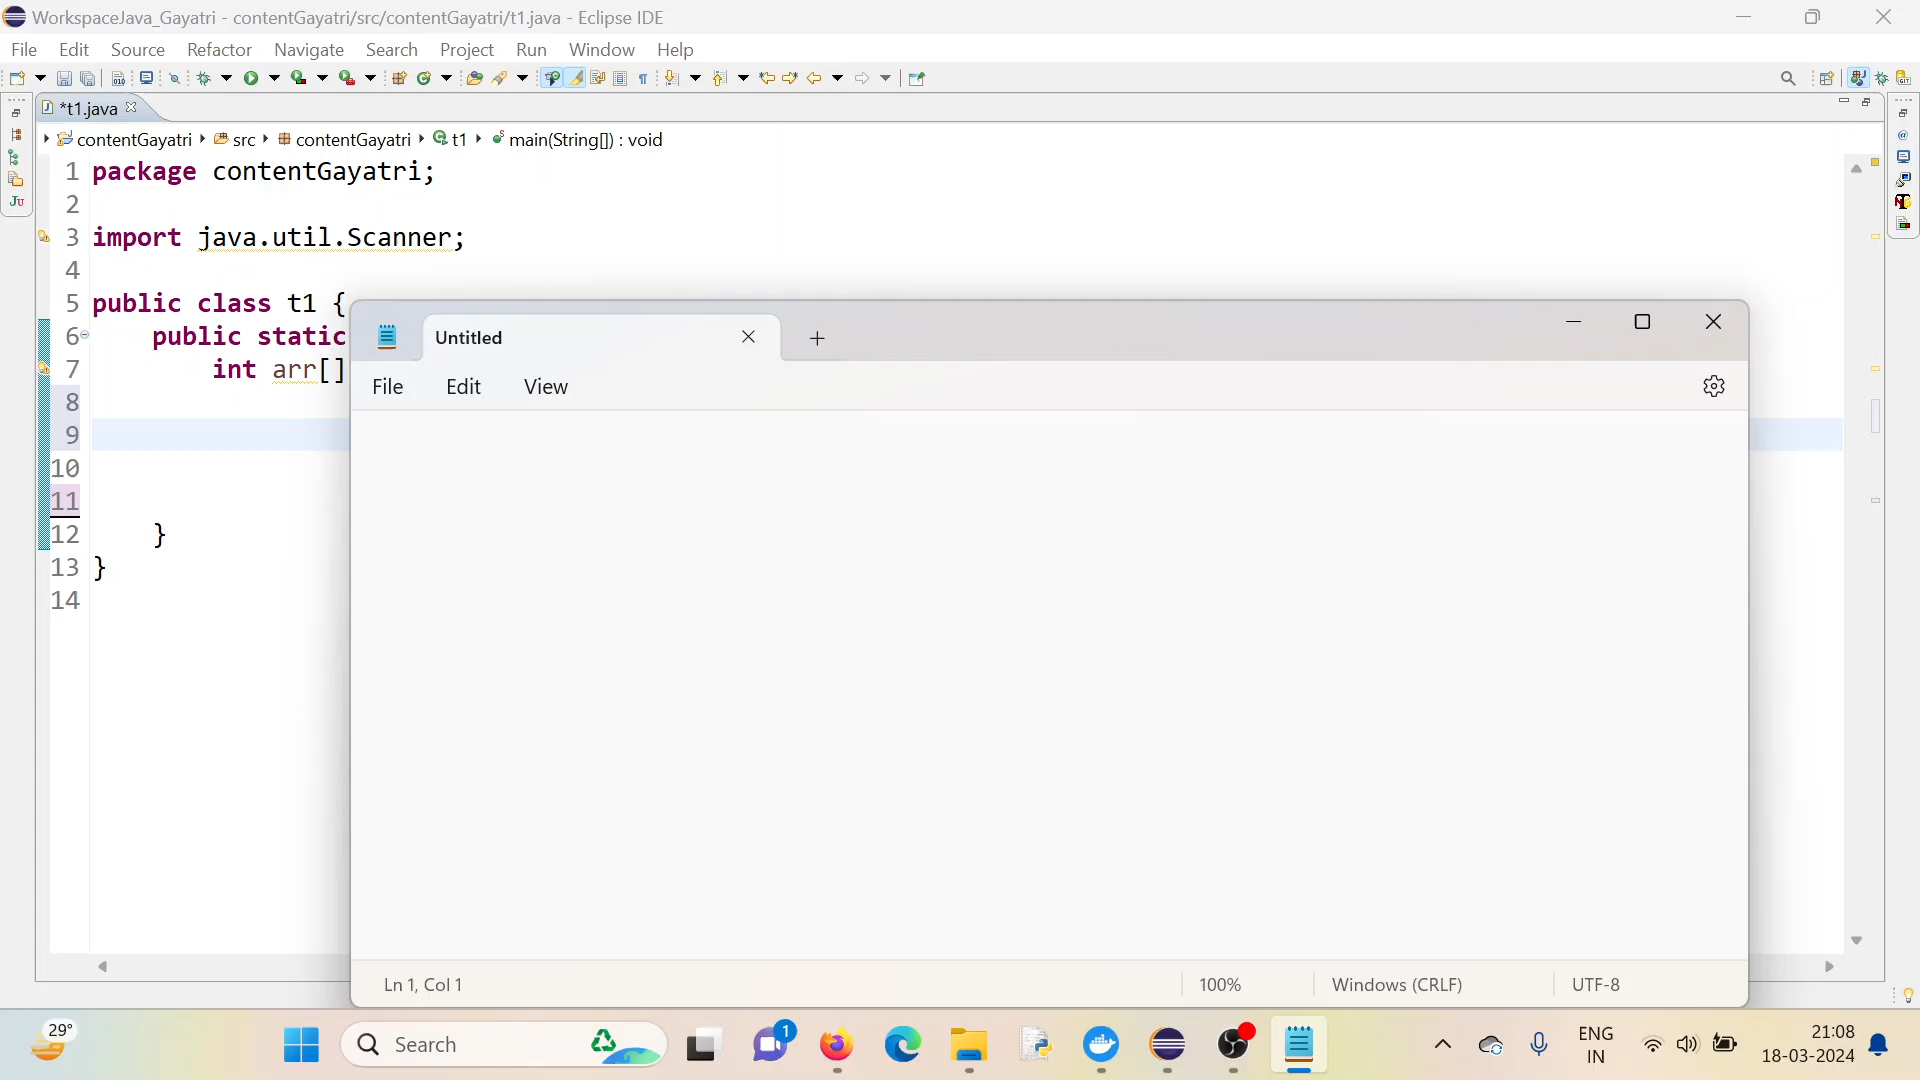 WorkspaceJava_Gayatri - contentGayatri/src/contentGayatri/t1.java - Eclipse IDE
File Edit Source Refactor Navigate Search Project Run Window Help
*t1.java
contentGayatri src contentGayatri t1 main(String[]) : void
1 package contentGayatri;
2
3 import java.util.Scanner;
4
5 public class t1 {
6 public static
7 int arr[]
8
9
10
11
12 }
13 }
14
Untitled
File Edit View
Ln 1, Col 1 100% Windows (CRLF) UTF-8
29°
Search
1
ENG
IN
21:08
18-03-2024